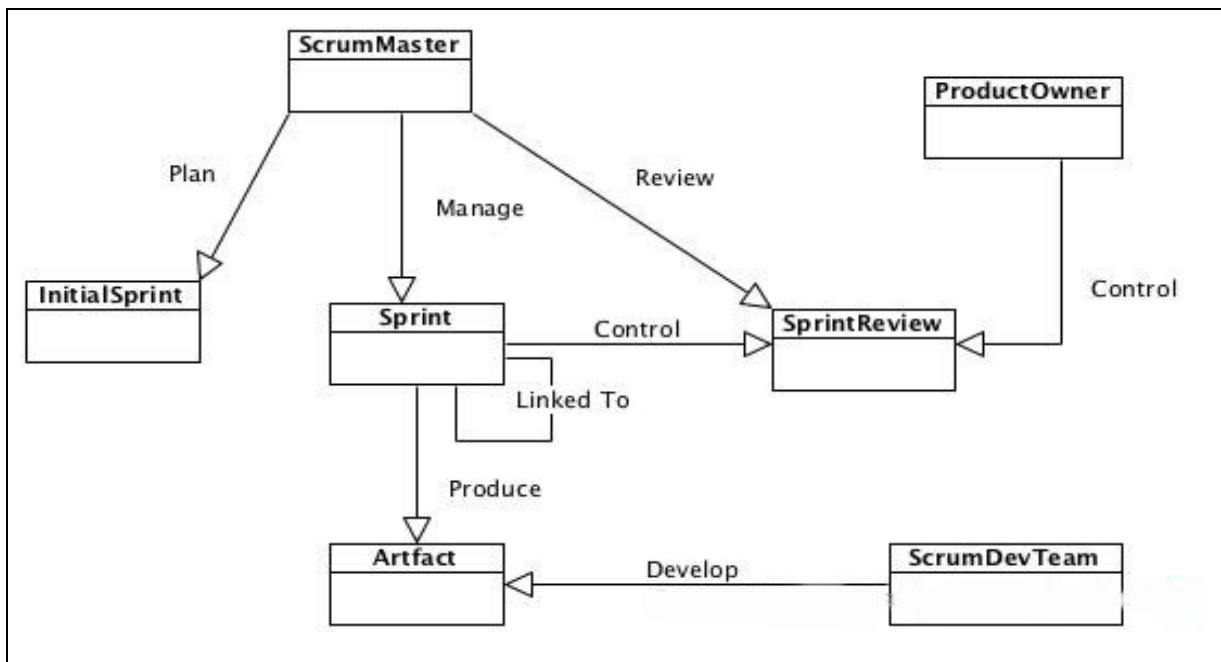 ScrumMaster
ProductOwner
Plan
Review
Manage
InitialSprint
Control
Sprint
Control
SprintReview
Linked To
Produce
Artfact
Develop
ScrumDevTeam